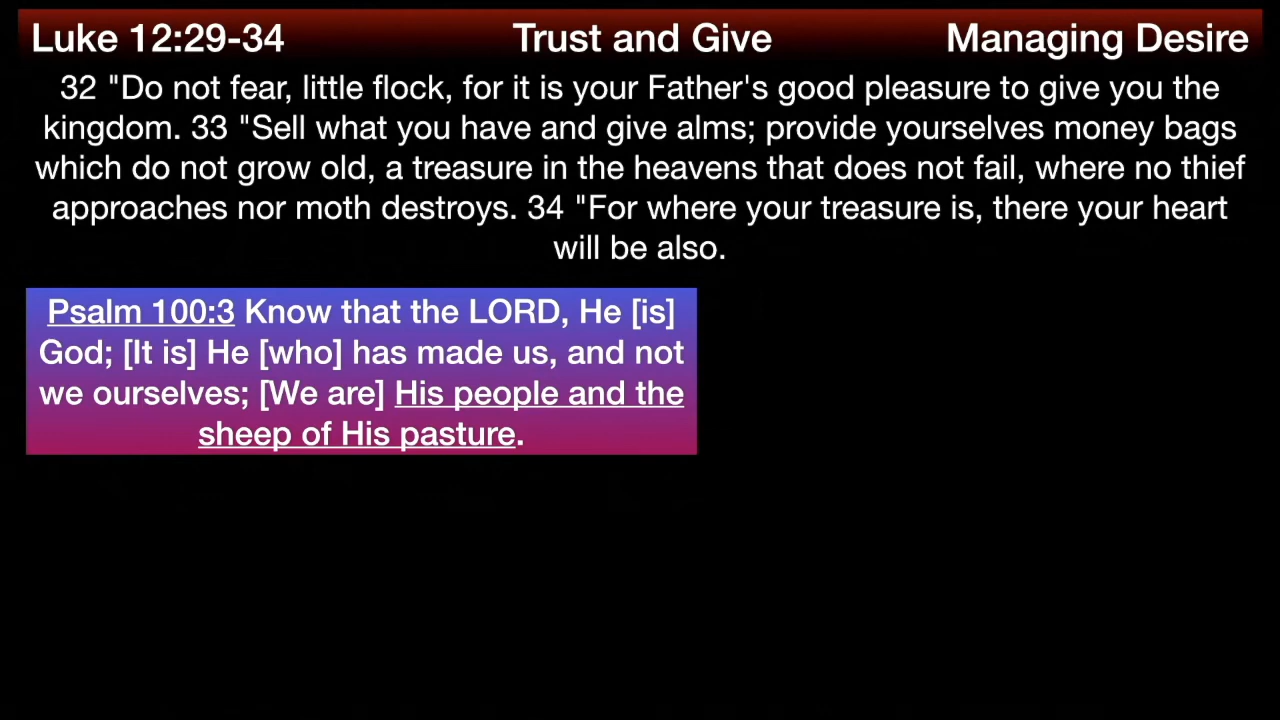 Luke 12:29-34 Trust and Give Managing Desire
32 "Do not fear, little flock, for it is your Father's good pleasure to give you the
kingdom. 33 "Sell what you have and give alms; provide yourselves money bags
which do not grow old, a treasure in the heavens that does not fail, where no thief
approaches nor moth destroys. 34 "For where your treasure is, there your heart
will be also.
Psalm 100:3 Know that the LORD, He [is]
God; [It is] He [who] has made us, and not
we ourselves; [We are] His people and the
sheep of His pasture.